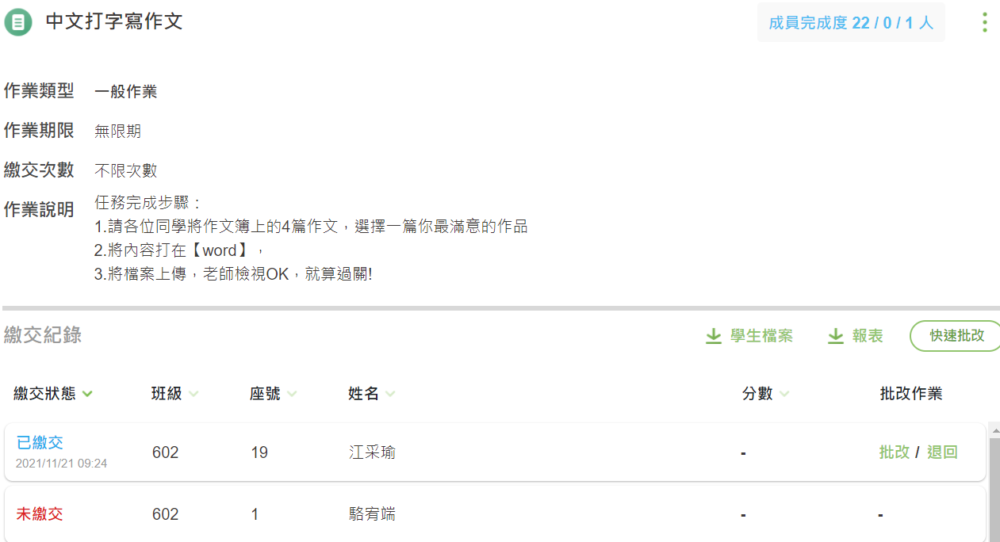 中文打字寫作文
成員完成度 22 / 0 / 1 人
作業類型 一般作業
作業期限 無限期
繳交次數 不限次數
作業說明 任務完成步驟：
1.請各位同學將作文簿上的4篇作文，選擇一篇你最滿意的作品
2.將內容打在【word】，
3.將檔案上傳，老師檢視OK，就算過關!
繳交紀錄 學生檔案 報表 快速批改
繳交狀態 班級 座號 姓名 分數 批改作業
已繳交
2021/11/21 09:24
602 19 江采瑜 - 批改 / 退回
未繳交 602 1 駱宥端 - -